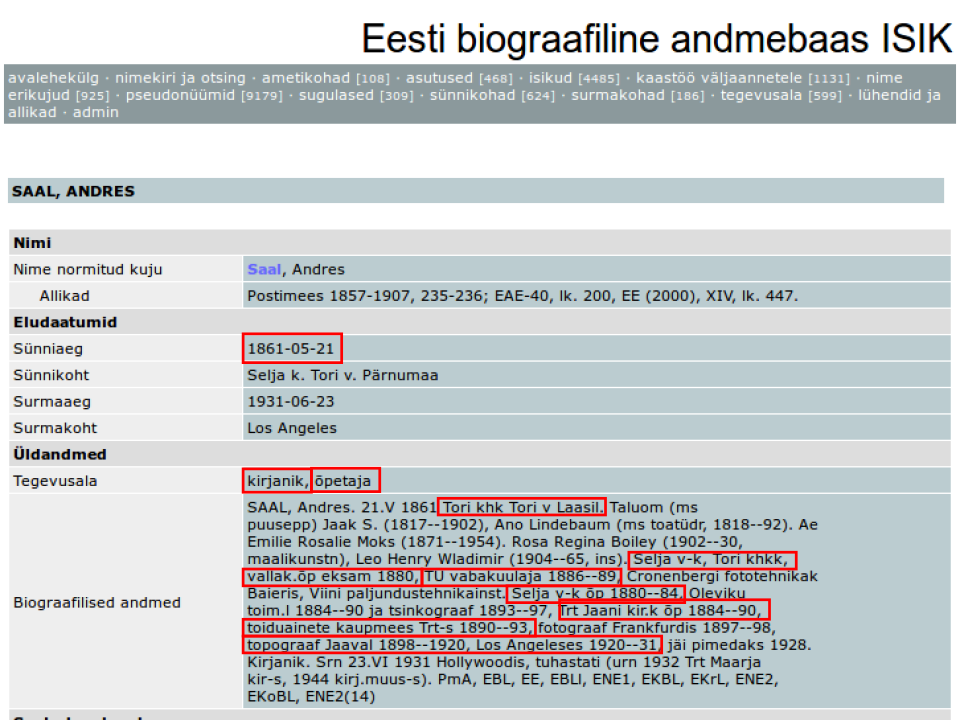 Eesti biograafiline andmebaas ISIK
avalehekülg · nimekiri ja otsing · ametikohad [108] · asutused [468] · isikud [4485] · kaastöö väljaannetele [1131] · nime
erikujud [925] · pseudonüümid [9179] · sugulased [309] · sünnikohad [624] · surmakohad [186] · tegevusala [599] · lühendid ja
allikad · admin
SAAL, ANDRES
Nimi
Nime normitud kuju Saal, Andres
Allikad Postimees 1857-1907, 235-236; EAE-40, lk. 200, EE (2000), XIV, lk. 447.
Eludaatumid
Sünniaeg 1861-05-21
Sünnikoht Selja k. Tori v. Pärnumaa
Surmaaeg 1931-06-23
Surmakoht Los Angeles
Üldandmed
Tegevusala kirjanik, õpetaja
Biograafilised andmed
SAAL, Andres. 21.V 1861 Tori khk Tori v Laasil. Taluom (ms
puusepp) Jaak S. (1817--1902), Ano Lindebaum (ms toatüdr, 1818--92). Ae
Emilie Rosalie Moks (1871--1954). Rosa Regina Boiley (1902--30,
maalikunstn), Leo Henry Wladimir (1904--65, ins). Selja v-k, Tori khkk,
vallak.õp eksam 1880, TÜ vabakuulaja 1886--89, Cronenbergi fototehnikak
Baieris, Viini paljundustehnikainst. Selja v-k õp 1880--84, Oleviku
toim.l 1884--90 ja tsinkograaf 1893--97, Trt Jaani kir.k õp 1884--90,
toiduainete kaupmees Trt-s 1890--93, fotograaf Frankfurdis 1897--98,
topograaf Jaaval 1898--1920, Los Angeleses 1920--31, jäi pimedaks 1928.
Kirjanik. Srn 23.VI 1931 Hollywoodis, tuhastati (urn 1932 Trt Maarja
kir-s, 1944 kirj.muus-s). PmA, EBL, EE, EBLI, ENE1, EKBL, EKrL, ENE2,
EKoBL, ENE2(14)